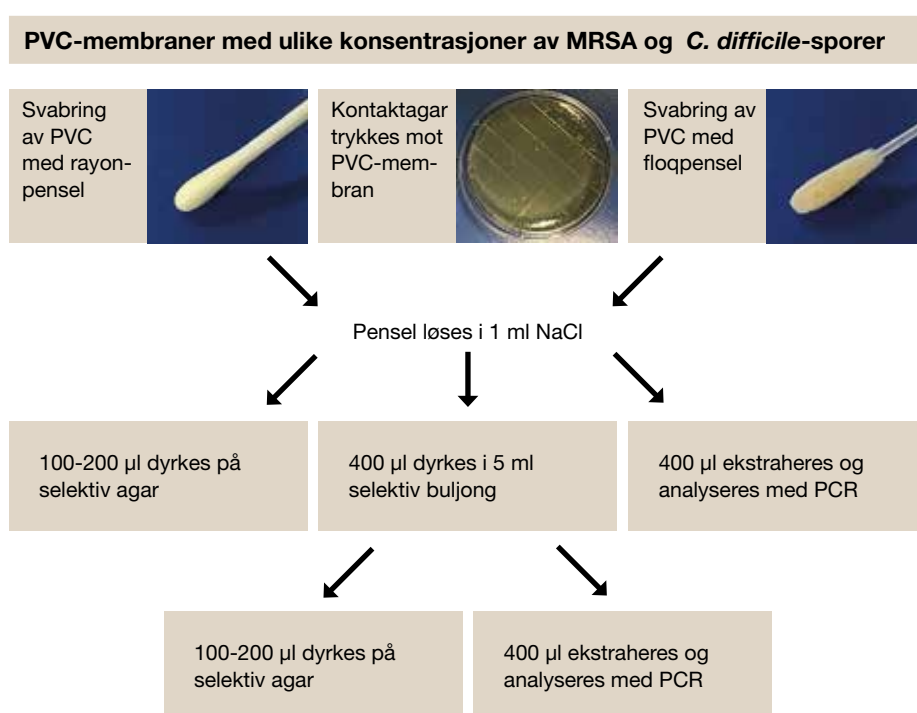 PVC-membraner med ulike konsentrasjoner av MRSA og C. difficile-sporer
Svabring
av PVC
med rayon-
pensel
Kontaktagar
trykkes mot
PVC-mem-
bran
Svabring av
PVC med
floqpensel
Pensel løses i 1 ml NaCl
100-200 µl dyrkes på
selektiv agar
400 µl dyrkes i 5 ml
selektiv buljong
400 µl ekstraheres og
analyseres med PCR
100-200 µl dyrkes på
selektiv agar
400 µl ekstraheres og
analyseres med PCR